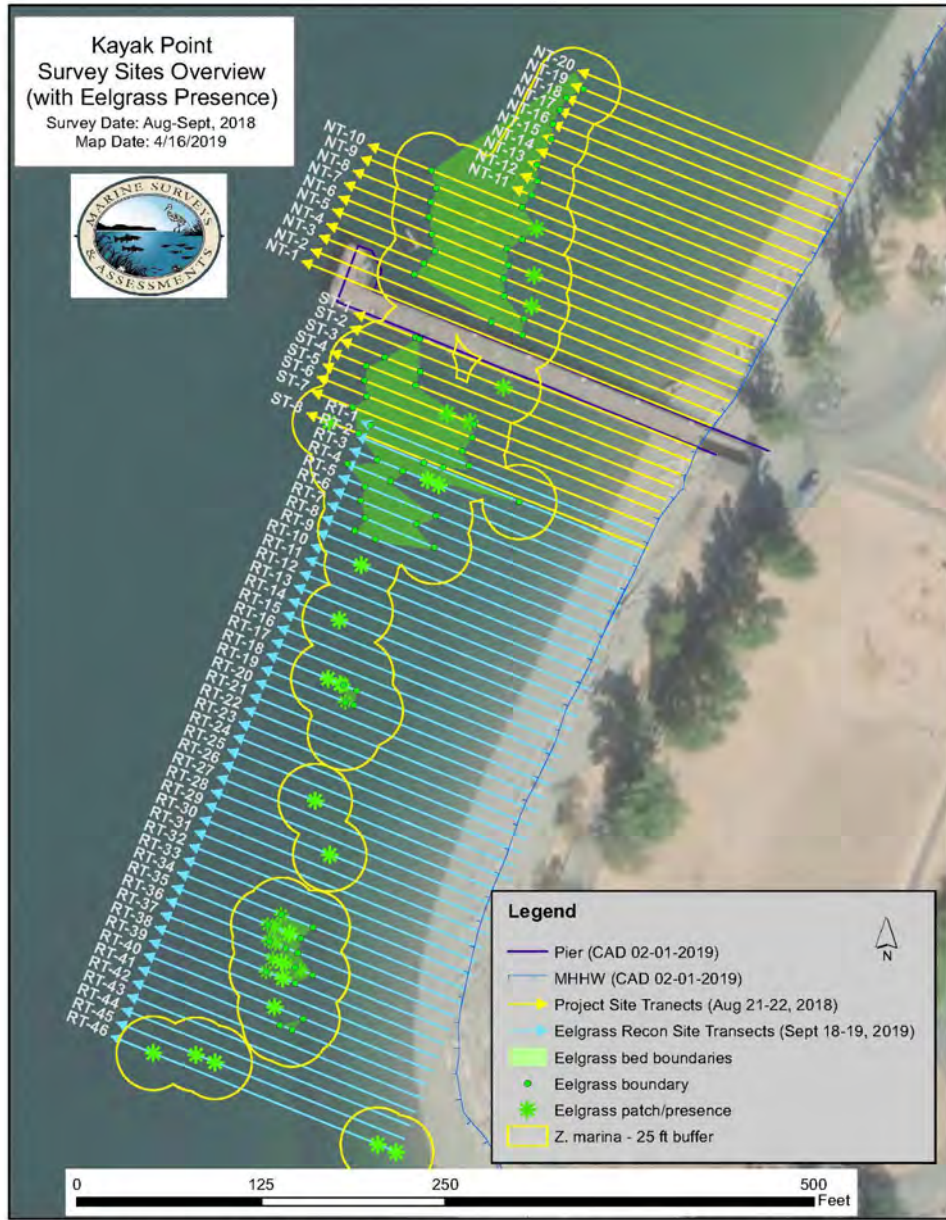 Kayak Point
Survey Sites Overview
(with Eelgrass Presence)
Survey Date: Aug-Sept, 2018
Map Date: 4/16/2019
MARINE SURVEYS
& ASSESSMENTS
NT-20
NT-19
NT-18
NT-17
NT-16
NT-15
NT-14
NT-13
NT-12
NT-11
NT-10
NT-9
NT-8
NT-7
NT-6
NT-5
NT-4
NT-3
NT-2
NT-1
ST-1
ST-2
ST-3
ST-4
ST-5
ST-6
ST-7
ST-8
RT-1
RT-2
RT-3
RT-4
RT-5
RT-6
RT-7
RT-8
RT-9
RT-10
RT-11
RT-12
RT-13
RT-14
RT-15
RT-16
RT-17
RT-18
RT-19
RT-20
RT-21
RT-22
RT-23
RT-24
RT-25
RT-26
RT-27
RT-28
RT-29
RT-30
RT-31
RT-32
RT-33
RT-34
RT-35
RT-36
RT-37
RT-38
RT-39
RT-40
RT-41
RT-42
RT-43
RT-44
RT-45
RT-46
Legend
N
Pier (CAD 02-01-2019)
MHHW (CAD 02-01-2019)
Project Site Tranects (Aug 21-22, 2018)
Eelgrass Recon Site Transects (Sept 18-19, 2019)
Eelgrass bed boundaries
Eelgrass boundary
Eelgrass patch/presence
Z. marina - 25 ft buffer
0 125 250 500
Feet